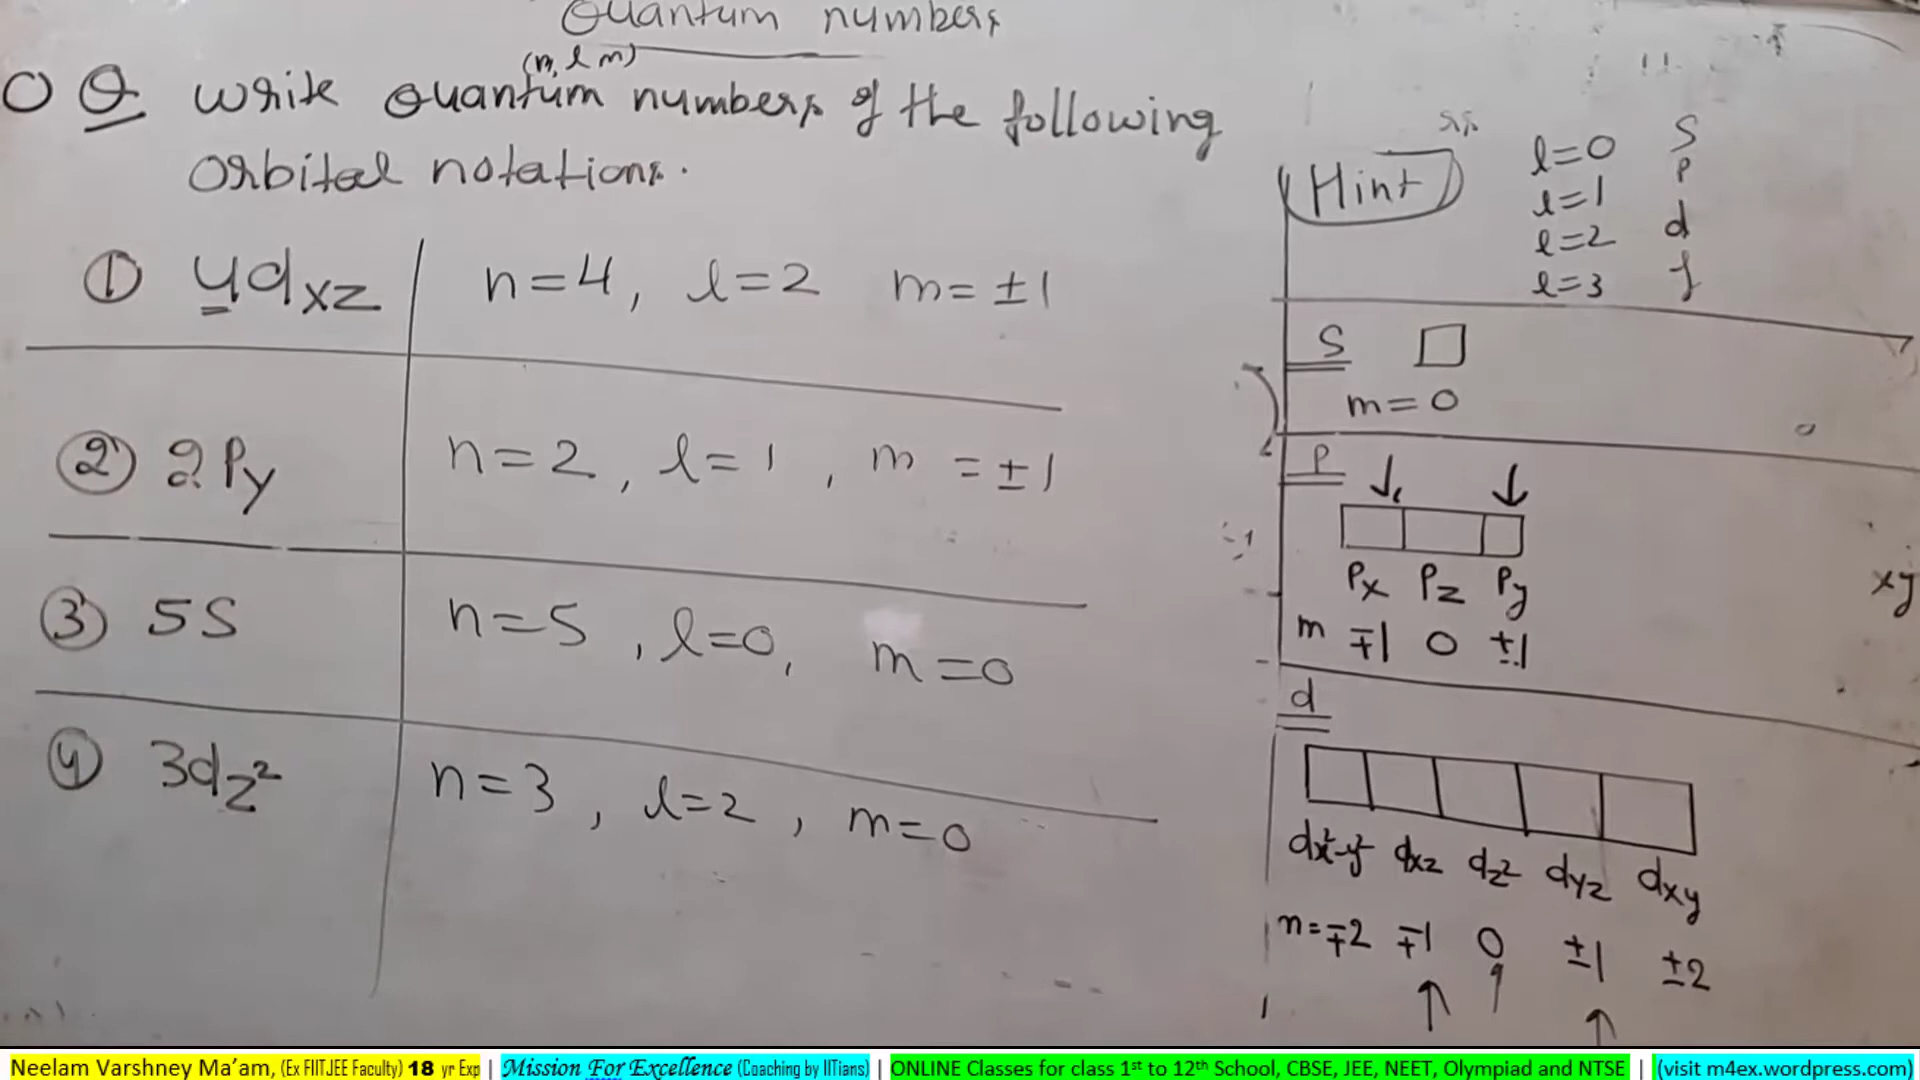 Quantum numbers
(n, l m)
Q write Quantum numbers of the following
orbital notations.
① 4dxz n=4, l=2 m=±1
② 2Py n=2, l=1, m=±1
③ 5S n=5, l=0, m=0
④ 3dz² n=3, l=2, m=0
Hint
l=0 S
l=1 P
l=2 d
l=3 f
S
m=0
P
Px Pz Py
m ∓1 0 ±1
d
dx²-y² dxz dz² dyz dxy
m=∓2 ∓1 0 ±1 ±2
xy
Neelam Varshney Ma’am, (Ex FIITJEE Faculty) 18 yr Exp | Mission For Excellence (Coaching by IITians) | ONLINE Classes for class 1st to 12th School, CBSE, JEE, NEET, Olympiad and NTSE | (visit m4ex.wordpress.com)